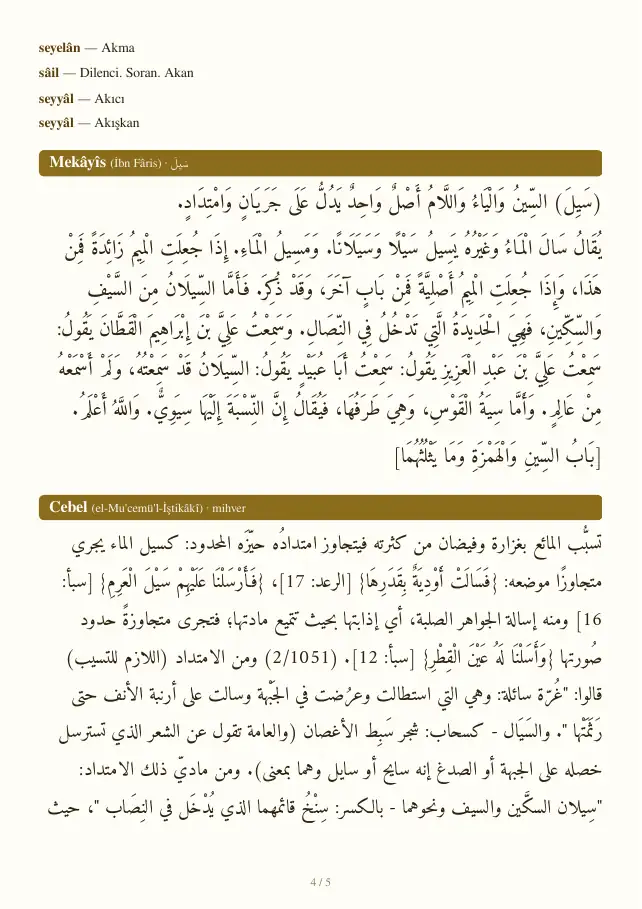 seyelân — Akma
sâil — Dilenci. Soran. Akan
seyyâl — Akıcı
seyyâl — Akışkan
Mekâyîs (İbn Fâris) · سَيَلَ
(سَيَلَ) السِّينُ وَالْيَاءُ وَاللَّامُ أَصْلٌ وَاحِدٌ يَدُلُّ عَلَى جَرَيَانٍ وَامْتِدَادٍ.
يُقَالُ سَالَ الْمَاءُ وَغَيْرُهُ يَسِيلُ سَيْلًا وَسَيَلَانًا. وَمَسِيلُ الْمَاءِ. إِذَا جُعِلَتِ الْمِيمُ زَائِدَةً فَمِنْ
هَذَا، وَإِذَا جُعِلَتِ الْمِيمُ أَصْلِيَّةً فَمِنْ بَابٍ آخَرَ، وَقَدْ ذُكِرَ. فَأَمَّا السِّيلَانُ مِنَ السَّيْفِ
وَالسِّكِّينِ، فَهِيَ الْحَدِيدَةُ الَّتِي تَدْخُلُ فِي النِّصَالِ. وَسَمِعْتُ عَلِيَّ بْنَ إِبْرَاهِيمَ الْقَطَّانَ يَقُولُ:
سَمِعْتُ عَلِيَّ بْنَ عَبْدِ الْعَزِيزِ يَقُولُ: سَمِعْتُ أَبَا عُبَيْدٍ يَقُولُ: السِّيلَانُ قَدْ سَمِعْتُهُ، وَلَمْ أَسْمَعْهُ
مِنْ عَالِمٍ. وَأَمَّا سِيَةُ الْقَوْسِ، وَهِيَ طَرَفُهَا، فَيُقَالُ إِنَّ النِّسْبَةَ إِلَيْهَا سِيَوِيٌّ. وَاللَّهُ أَعْلَمُ.
[بَابُ السِّينِ وَالْهَمْزَةِ وَمَا يَثْلُثُهُمَا]
Cebel (el-Mu'cemü'l-İştikâkî) · mihver
تسبُّب المائع بغزارة وفيضان من كثرته فيتجاوز امتدادُه حيّزَه المحدود: كسيل الماء يجري
متجاوزًا موضعه: {فَسَالَتْ أَوْدِيَةٌ بِقَدَرِهَا} [الرعد: 17]، {فَأَرْسَلْنَا عَلَيْهِمْ سَيْلَ الْعَرِمِ} [سبأ:
16] ومنه إسالة الجواهر الصلبة، أي إذابتها بحيث تتميع مادتها؛ فتجرى متجاوزةً حدود
صُورتها {وَأَسَلْنَا لَهُ عَيْنَ الْقِطْرِ} [سبأ: 12]. (2/1051) ومن الامتداد (اللازم للتسيب)
قالوا: "غُرّة سائلة: وهي التي استطالت وعرُضت في الجَبْهة وسالت على أرنبة الأنف حتى
رَثَمَتْها ". والسَيَال - كسحاب: شجر سَبِط الأغصان (والعامة تقول عن الشعر الذي تسترسل
خصله على الجبهة أو الصدغ إنه سايح أو سايل وهما بمعنى). ومن ماديّ ذلك الامتداد:
"سِيلان السكّين والسيف ونحوهما - بالكسر: سِنْخُ قائمهما الذي يُدْخَل في النِصَاب "، حيث
4 / 5